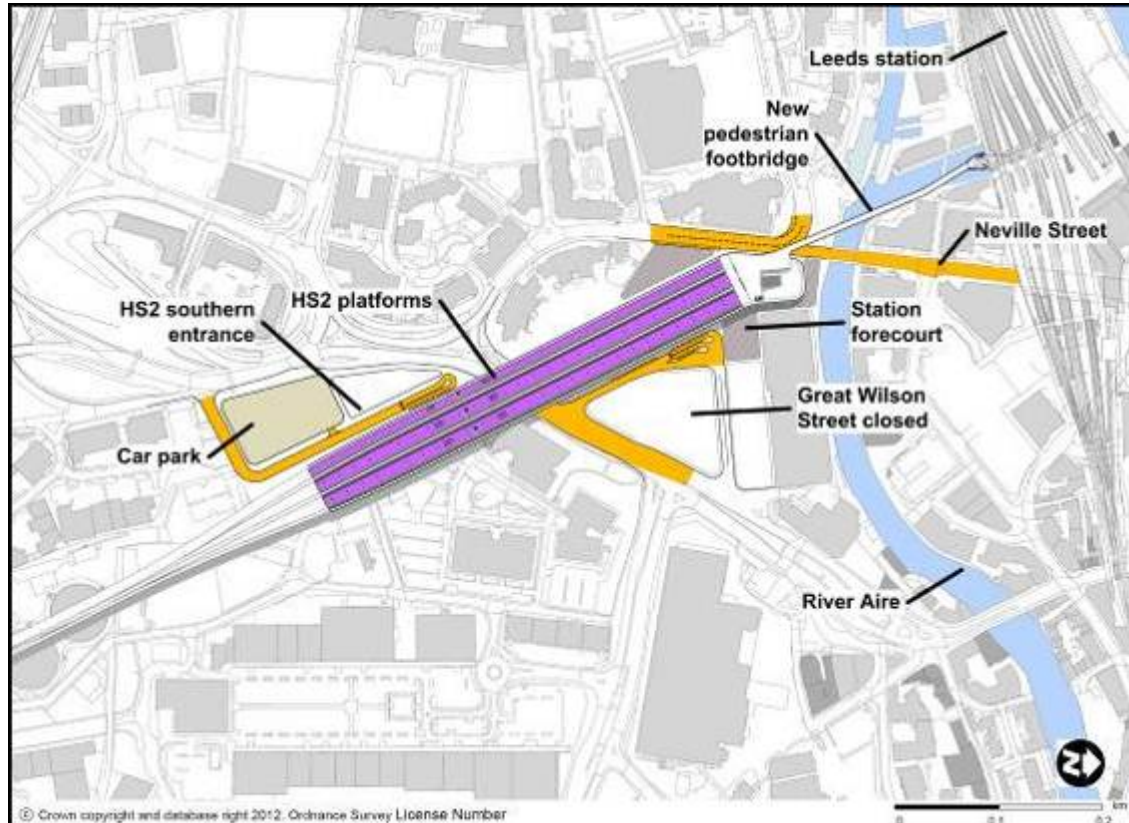 Leeds station
New
pedestrian
footbridge
Neville Street
HS2 platforms
HS2 southern
entrance
Station
forecourt
Great Wilson
Street closed
Car park
River Aire
N
km
© Crown copyright and database right 2012. Ordnance Survey License Number
0 0.1 0.2